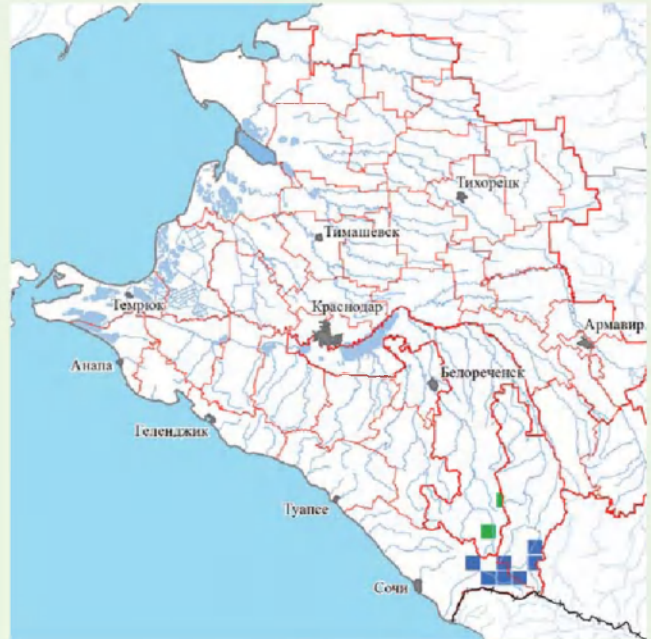 Тихорецк
Тимашевск
Темрюк
Краснодар
Армавир
Анапа
Белореченск
Геленджик
Туапсе
Сочи